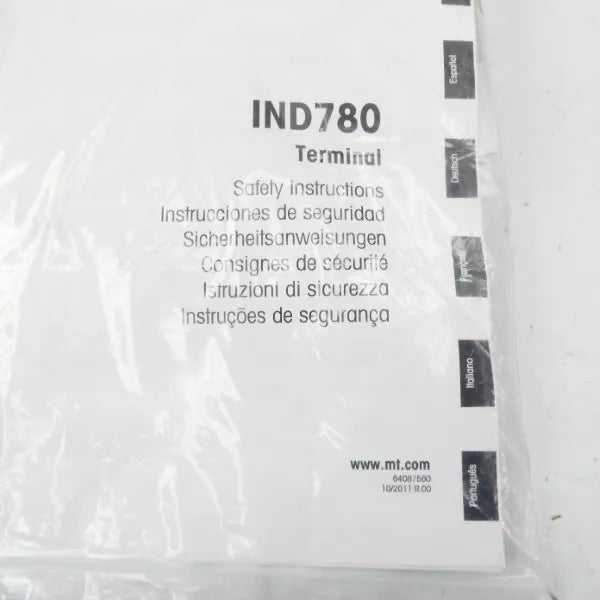 IND780
Terminal
Safety instructions
Instrucciones de seguridad
Sicherheitsanweisungen
Consignes de sécurité
Istruzioni di sicurezza
Instruções de segurança
www.mt.com
64087580
10/2011 R.00
Español
Deutsch
Français
Italiano
Português